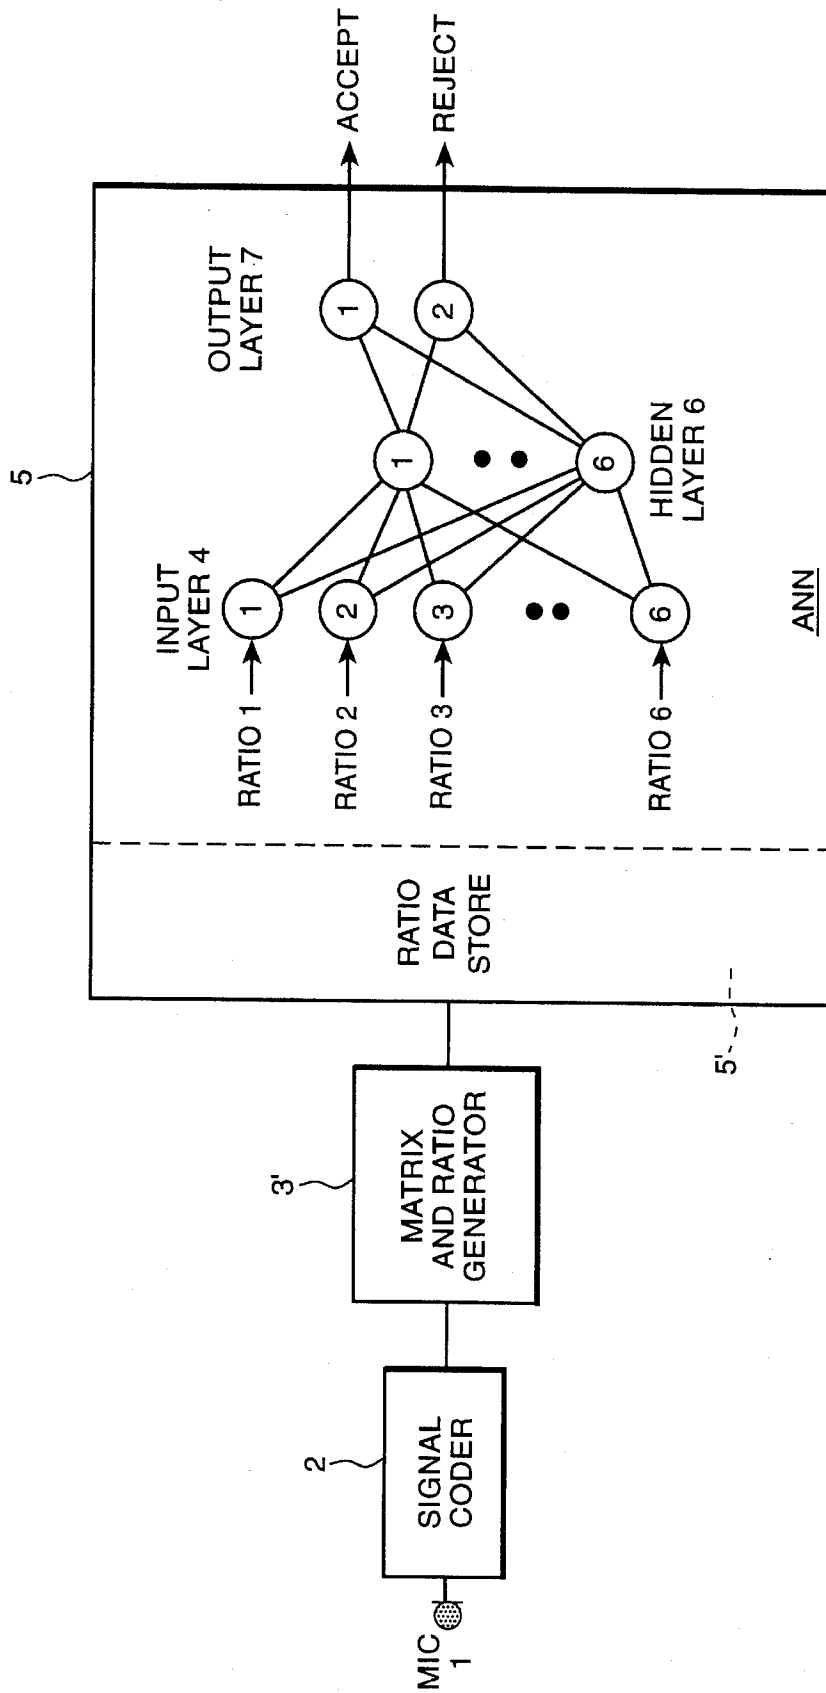 MIC
1
2
SIGNAL
CODER
3'
MATRIX
AND RATIO
GENERATOR
5
5'
RATIO
DATA
STORE
INPUT
LAYER 4
RATIO 1
1
RATIO 2
2
RATIO 3
3
RATIO 6
6
1
6
HIDDEN
LAYER 6
OUTPUT
LAYER 7
1
2
ACCEPT
REJECT
ANN